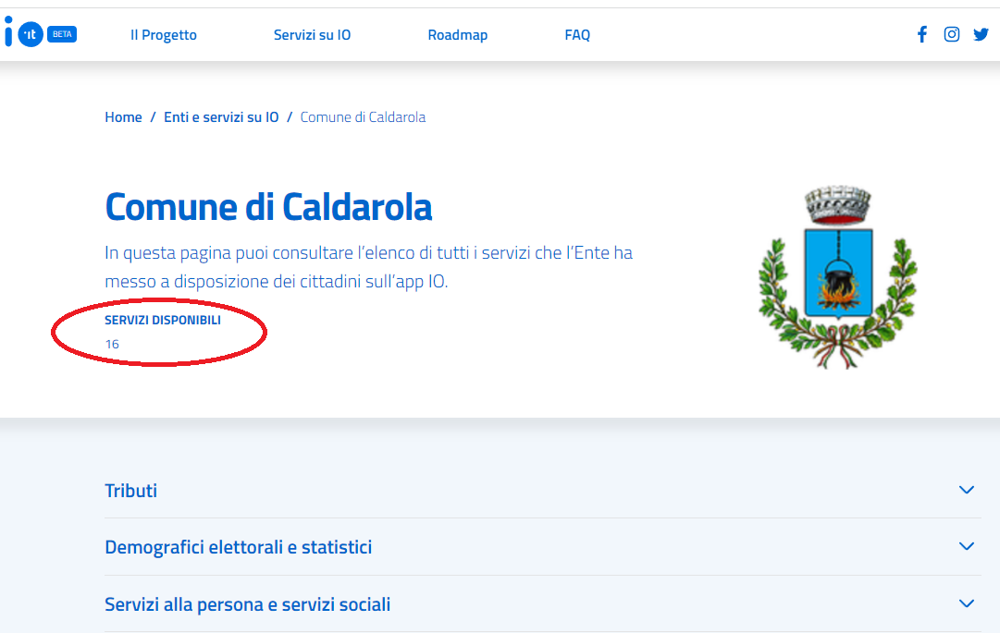 io it BETA Il Progetto Servizi su IO Roadmap FAQ
Home / Enti e servizi su IO / Comune di Caldarola
Comune di Caldarola
In questa pagina puoi consultare l'elenco di tutti i servizi che l'Ente ha
messo a disposizione dei cittadini sull'app IO.
SERVIZI DISPONIBILI
16
Tributi
Demografici elettorali e statistici
Servizi alla persona e servizi sociali